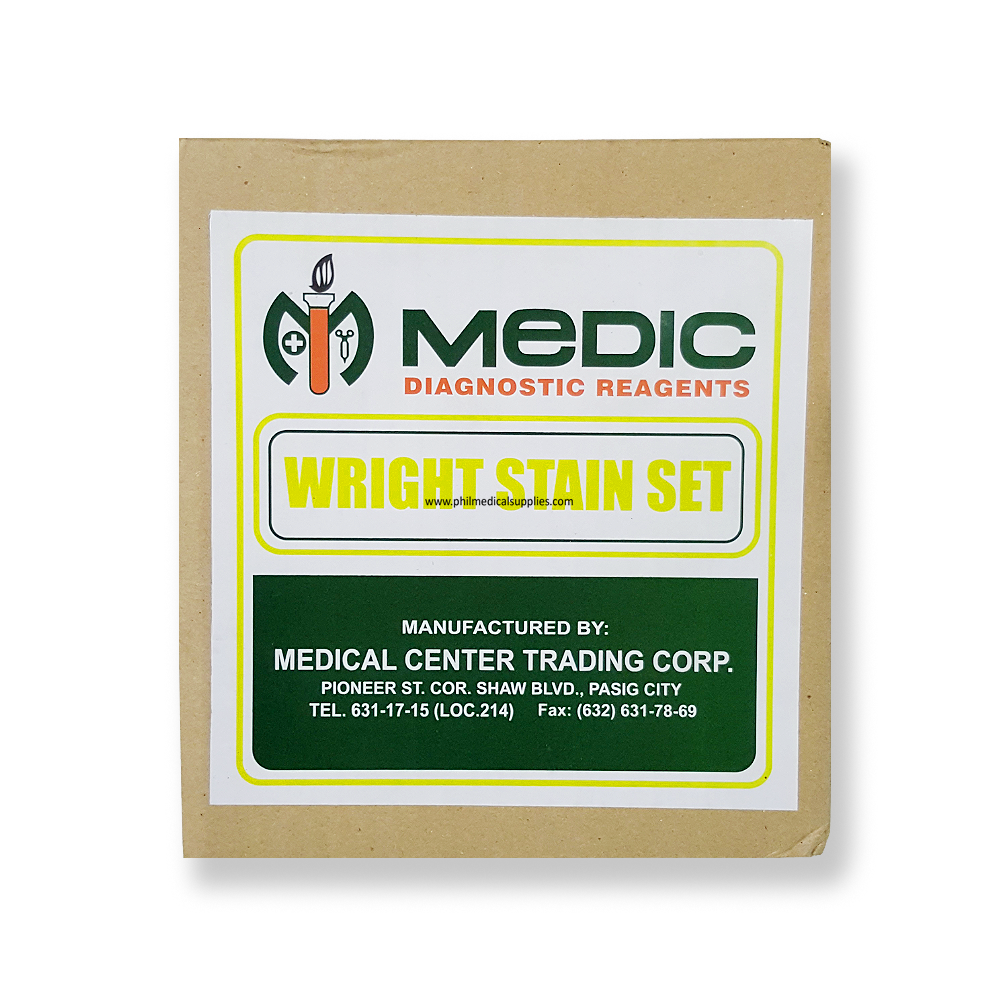 MEDIC
DIAGNOSTIC REAGENTS
WRIGHT STAIN SET
www.philmedicalsupplies.com
MANUFACTURED BY:
MEDICAL CENTER TRADING CORP.
PIONEER ST. COR. SHAW BLVD., PASIG CITY
TEL. 631-17-15 (LOC.214) Fax: (632) 631-78-69